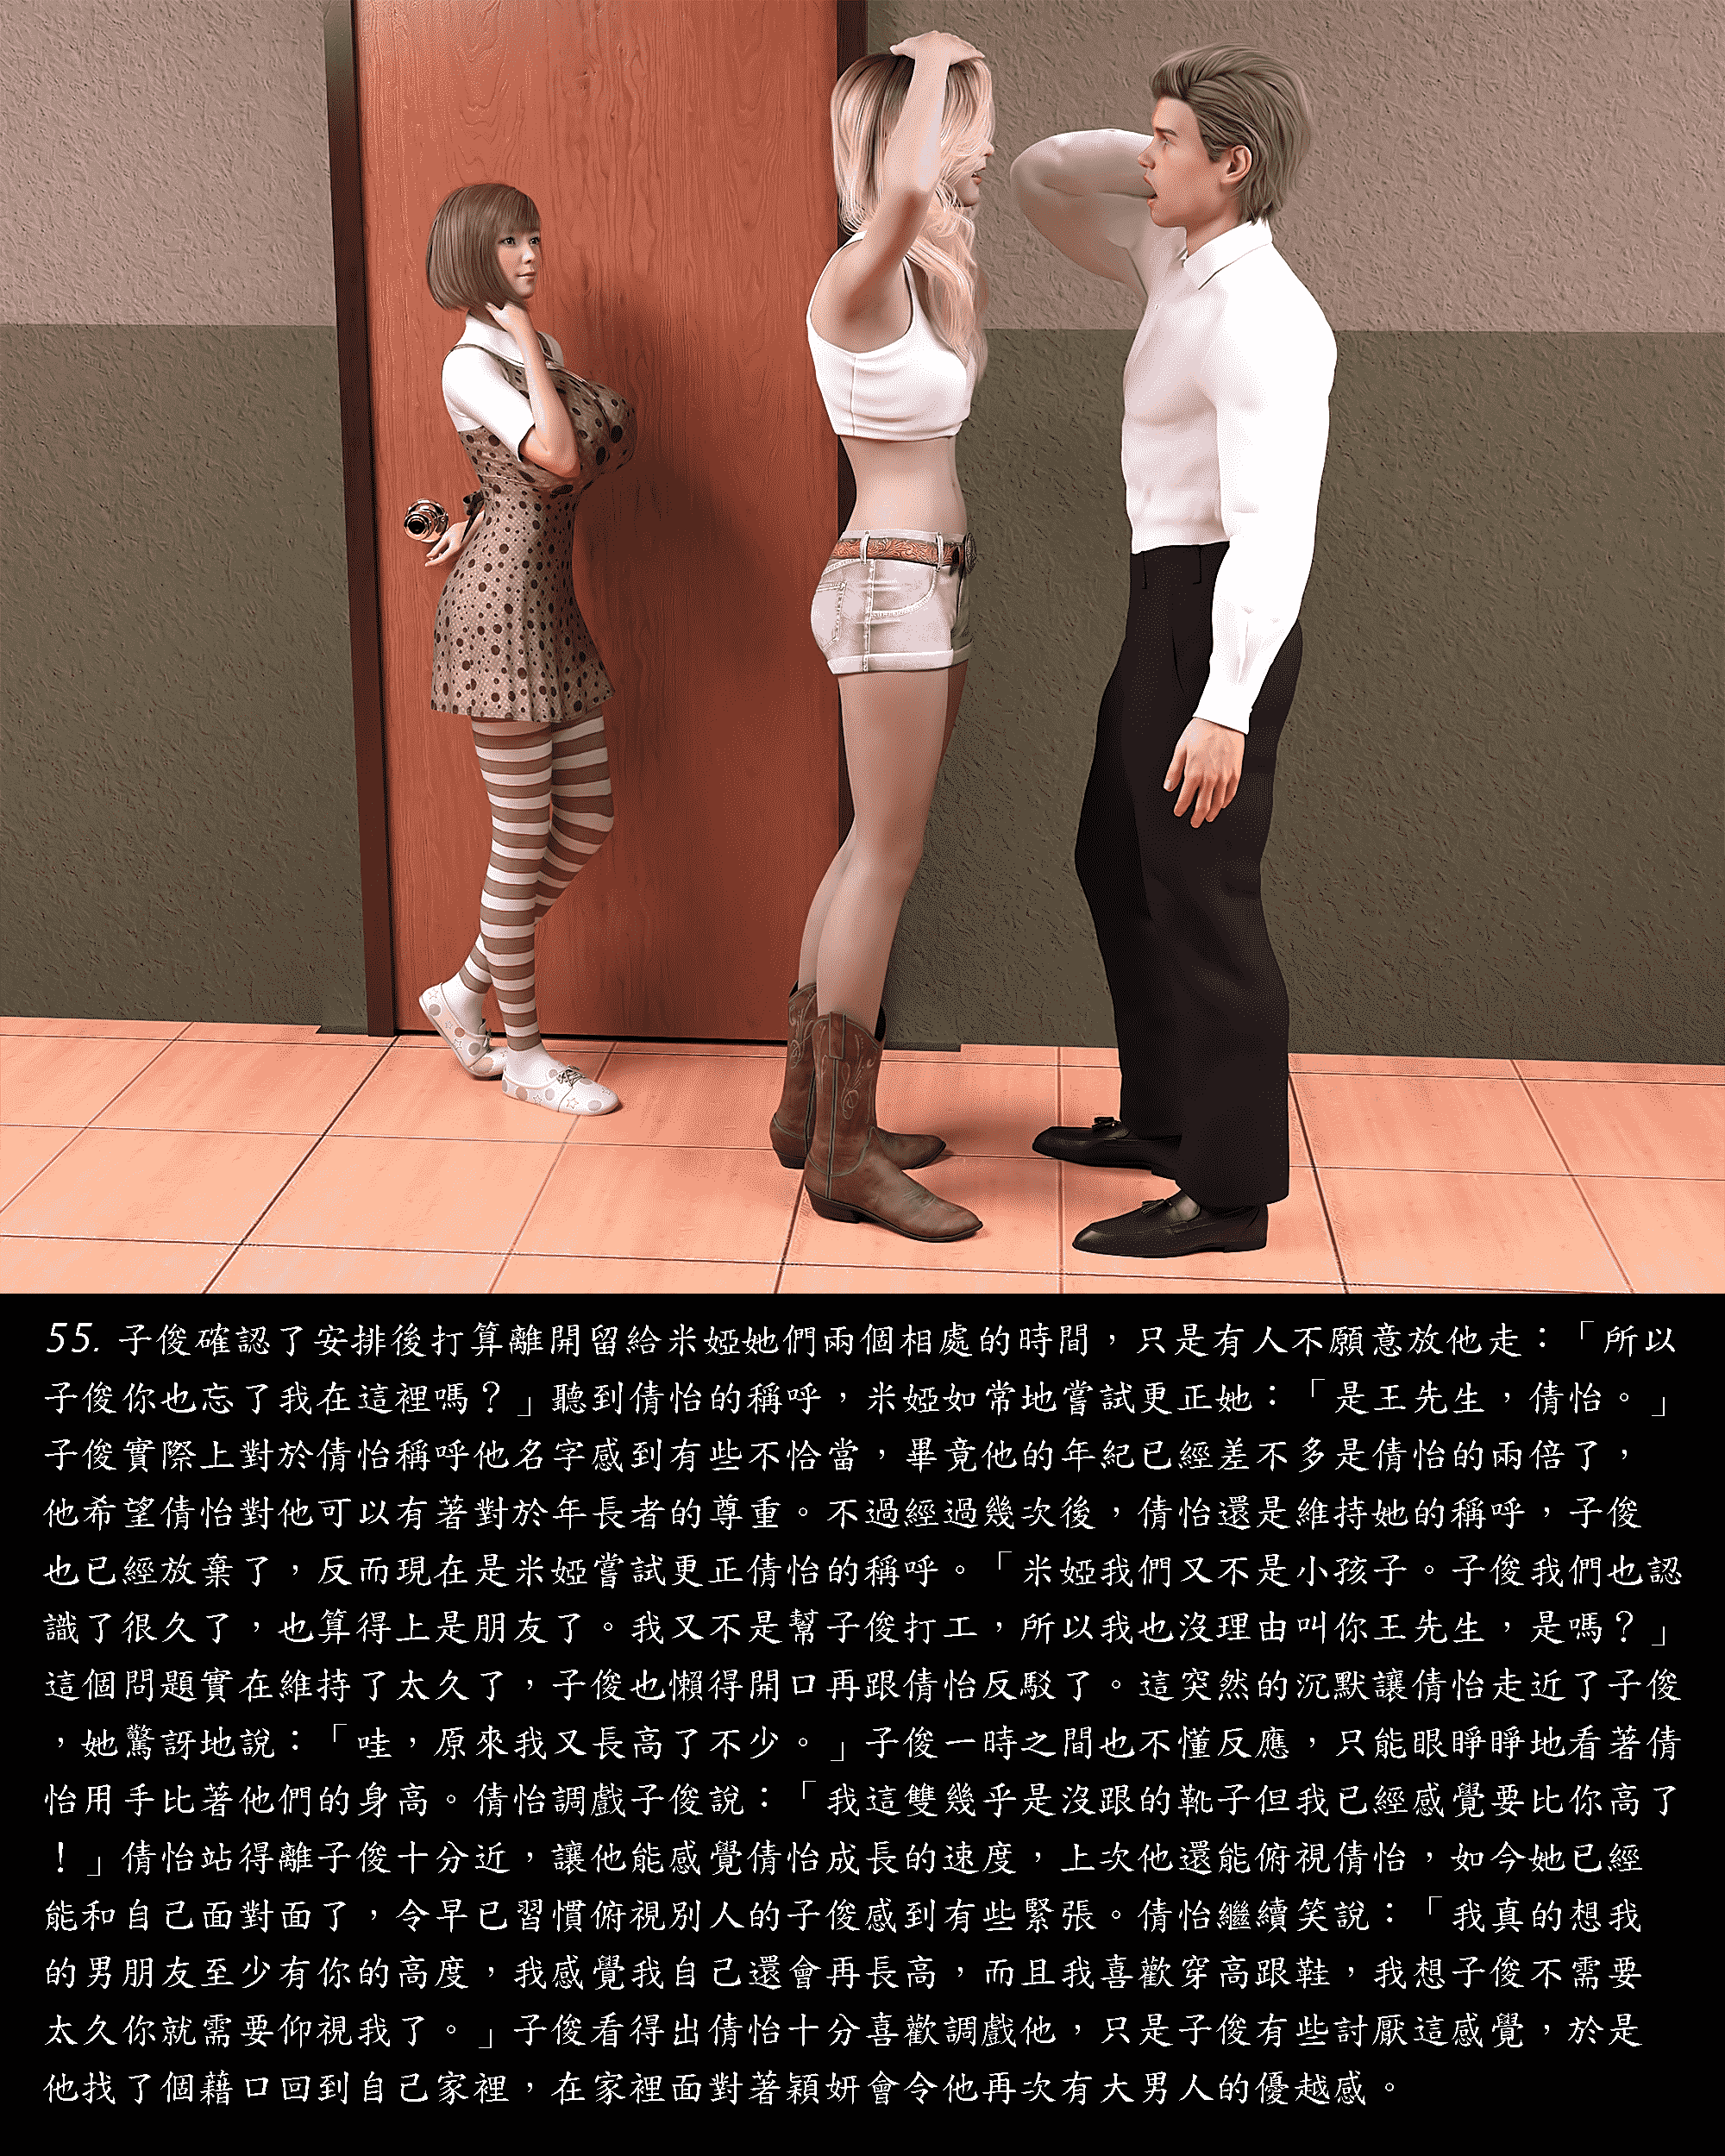 55. 子俊確認了安排後打算離開留給米婭她們兩個相處的時間，只是有人不願意放他走：「所以
子俊你也忘了我在這裡嗎？」聽到倩怡的稱呼，米婭如常地嘗試更正她：「是王先生，倩怡。」
子俊實際上對於倩怡稱呼他名字感到有些不恰當，畢竟他的年紀已經差不多是倩怡的兩倍了，
他希望倩怡對他可以有著對於年長者的尊重。不過經過幾次後，倩怡還是維持她的稱呼，子俊
也已經放棄了，反而現在是米婭嘗試更正倩怡的稱呼。「米婭我們又不是小孩子。子俊我們也認
識了很久了，也算得上是朋友了。我又不是幫子俊打工，所以我也沒理由叫你王先生，是嗎？」
這個問題實在維持了太久了，子俊也懶得開口再跟倩怡反駁了。這突然的沉默讓倩怡走近了子俊
，她驚訝地說：「哇，原來我又長高了不少。」子俊一時之間也不懂反應，只能眼睜睜地看著倩
怡用手比著他們的身高。倩怡調戲子俊說：「我這雙幾乎是沒跟的靴子但我已經感覺要比你高了
！」倩怡站得離子俊十分近，讓他能感覺倩怡成長的速度，上次他還能俯視倩怡，如今她已經
能和自己面對面了，令早已習慣俯視別人的子俊感到有些緊張。倩怡繼續笑說：「我真的想我
的男朋友至少有你的高度，我感覺我自己還會再長高，而且我喜歡穿高跟鞋，我想子俊不需要
太久你就需要仰視我了。」子俊看得出倩怡十分喜歡調戲他，只是子俊有些討厭這感覺，於是
他找了個藉口回到自己家裡，在家裡面對著穎妍會令他再次有大男人的優越感。